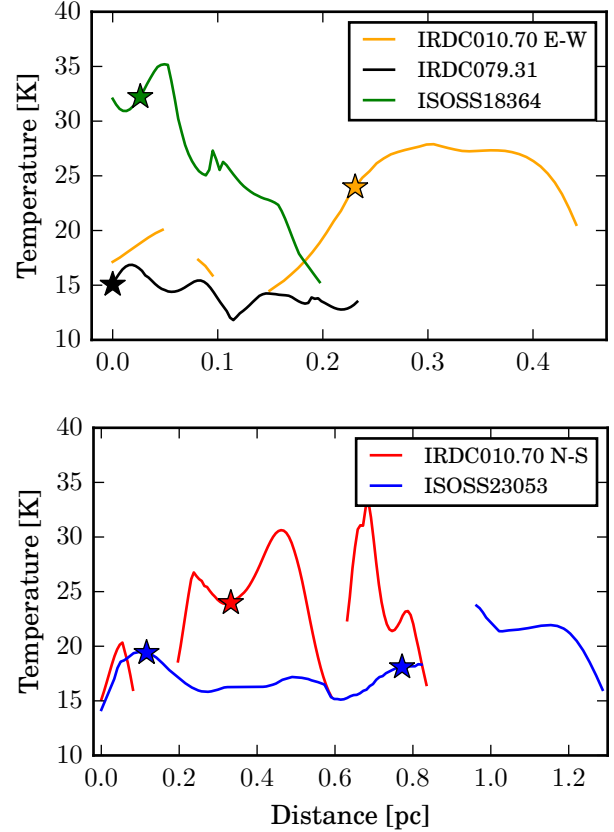 40
35
30
25
20
15
10
Temperature [K]
IRDC010.70 E-W
IRDC079.31
ISOSS18364
0.0 0.1 0.2 0.3 0.4
40
35
30
25
20
15
10
Temperature [K]
IRDC010.70 N-S
ISOSS23053
0.0 0.2 0.4 0.6 0.8 1.0 1.2
Distance [pc]